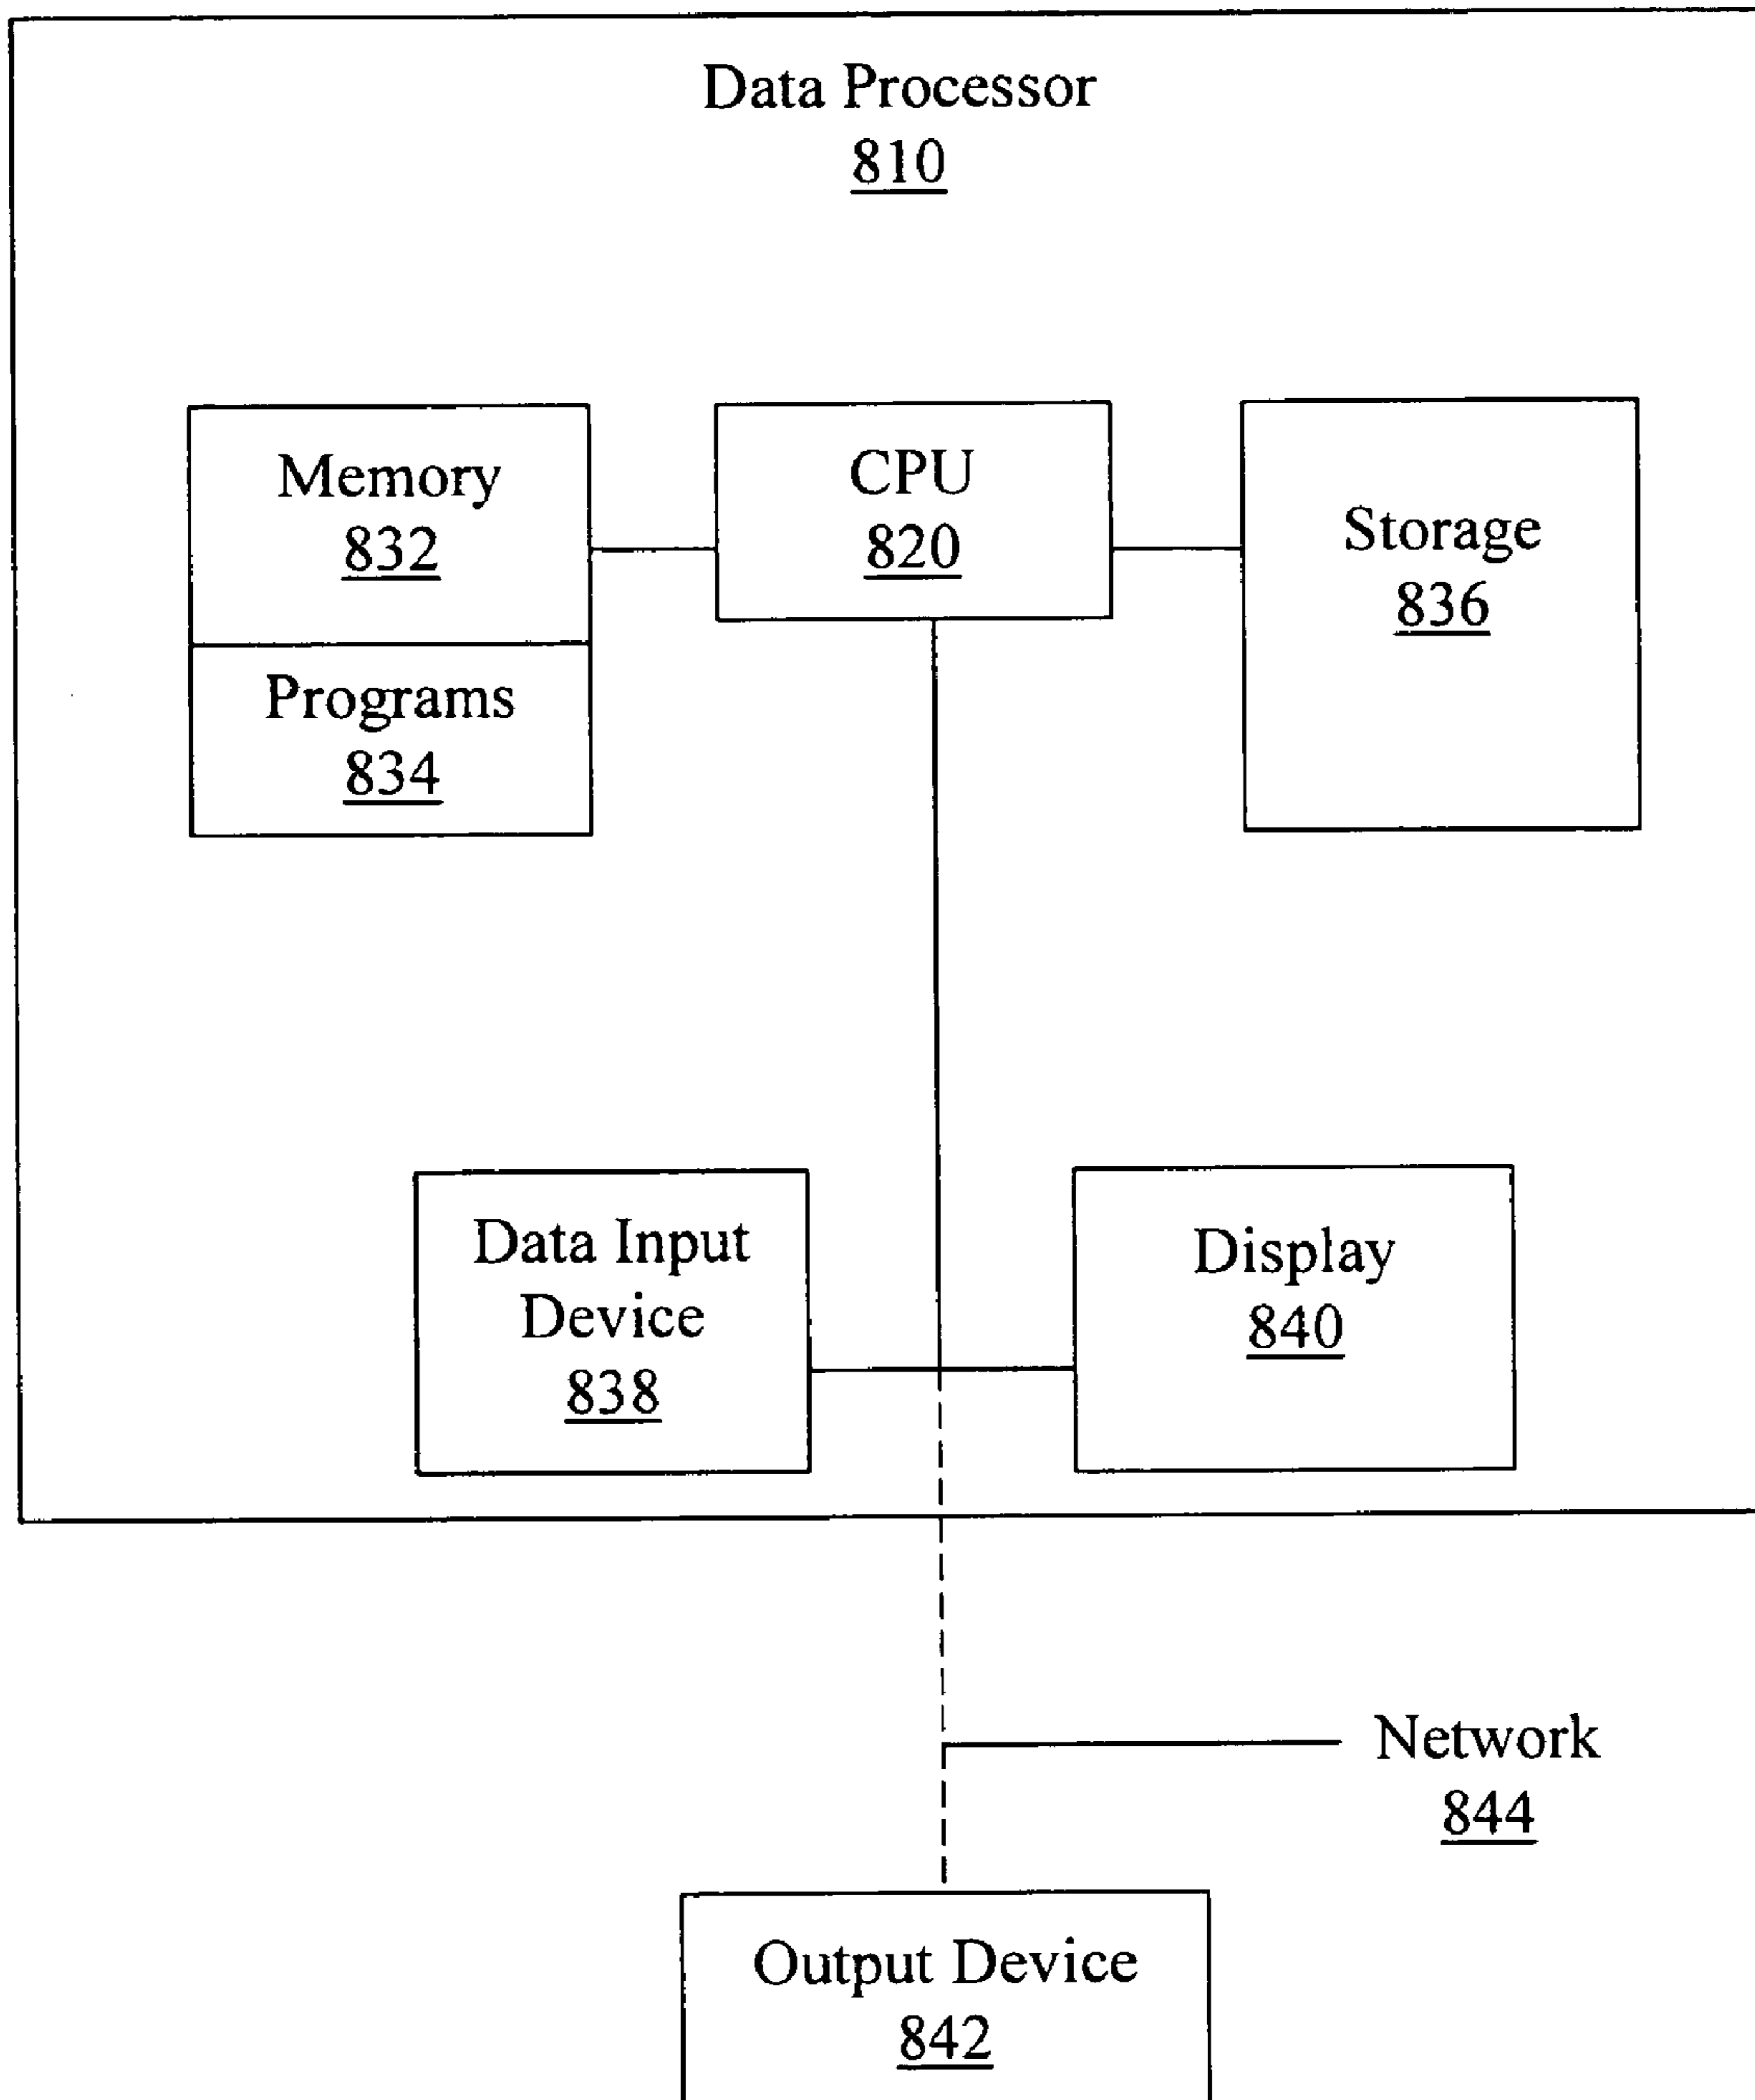 Data Processor
810
Memory
832
CPU
820
Storage
836
Programs
834
Data Input
Device
838
Display
840
Network
844
Output Device
842